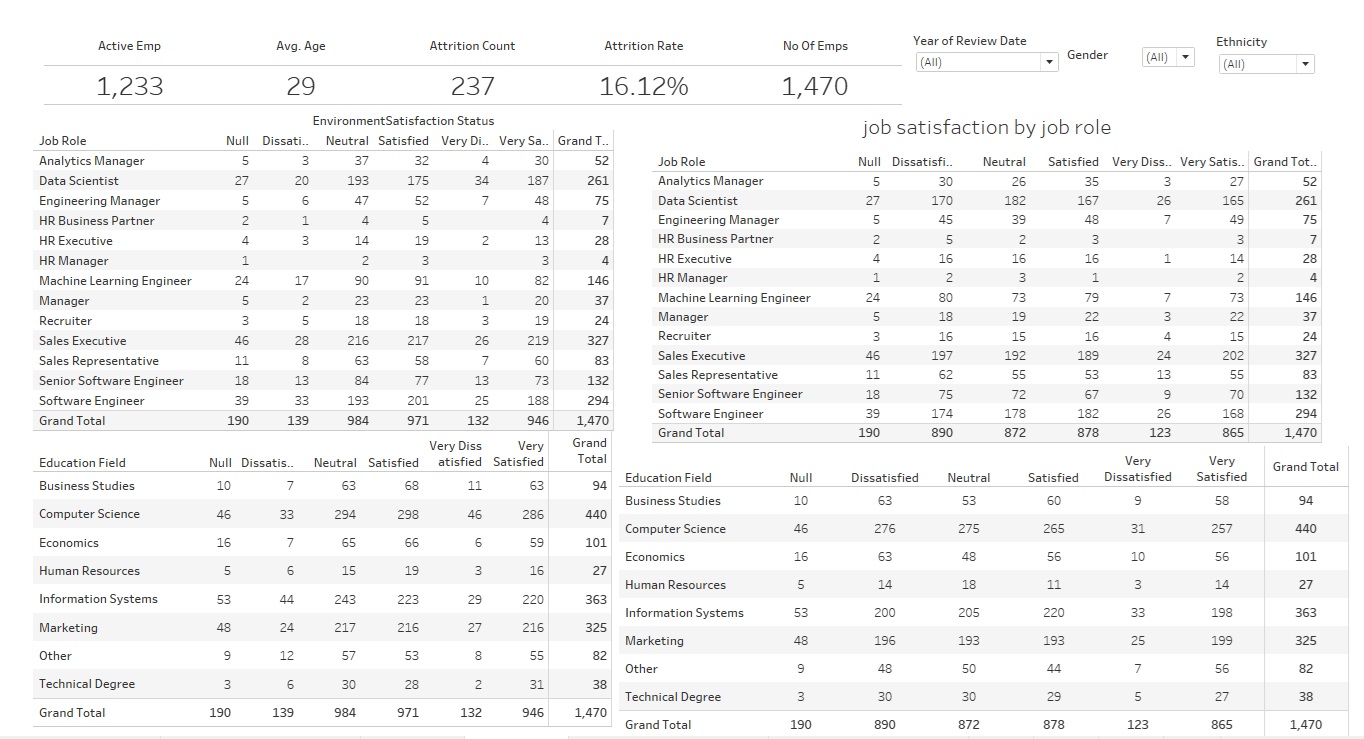 Active Emp Avg. Age Attrition Count Attrition Rate No Of Emps
1,233 29 237 16.12% 1,470
Year of Review Date
(All)
Gender
(All)
Ethnicity
(All)
EnvironmentSatisfaction Status
Job Role Null Dissati.. Neutral Satisfied Very Di.. Very Sa.. Grand T..
Analytics Manager 5 3 37 32 4 30 52
Data Scientist 27 20 193 175 34 187 261
Engineering Manager 5 6 47 52 7 48 75
HR Business Partner 2 1 4 5 4 7
HR Executive 4 3 14 19 2 13 28
HR Manager 1 2 3 3 4
Machine Learning Engineer 24 17 90 91 10 82 146
Manager 5 2 23 23 1 20 37
Recruiter 3 5 18 18 3 19 24
Sales Executive 46 28 216 217 26 219 327
Sales Representative 11 8 63 58 7 60 83
Senior Software Engineer 18 13 84 77 13 73 132
Software Engineer 39 33 193 201 25 188 294
Grand Total 190 139 984 971 132 946 1,470
job satisfaction by job role
Job Role Null Dissatisfi.. Neutral Satisfied Very Diss.. Very Satis.. Grand Tot..
Analytics Manager 5 30 26 35 3 27 52
Data Scientist 27 170 182 167 26 165 261
Engineering Manager 5 45 39 48 7 49 75
HR Business Partner 2 5 2 3 3 7
HR Executive 4 16 16 16 1 14 28
HR Manager 1 2 3 1 2 4
Machine Learning Engineer 24 80 73 79 7 73 146
Manager 5 18 19 22 3 22 37
Recruiter 3 16 15 16 4 15 24
Sales Executive 46 197 192 189 24 202 327
Sales Representative 11 62 55 53 13 55 83
Senior Software Engineer 18 75 72 67 9 70 132
Software Engineer 39 174 178 182 26 168 294
Grand Total 190 890 872 878 123 865 1,470
Very Diss Very Grand
Education Field Null Dissatis.. Neutral Satisfied atisfied Satisfied Total
Business Studies 10 7 63 68 11 63 94
Computer Science 46 33 294 298 46 286 440
Economics 16 7 65 66 6 59 101
Human Resources 5 6 15 19 3 16 27
Information Systems 53 44 243 223 29 220 363
Marketing 48 24 217 216 27 216 325
Other 9 12 57 53 8 55 82
Technical Degree 3 6 30 28 2 31 38
Grand Total 190 139 984 971 132 946 1,470
Very Very Grand Total
Education Field Null Dissatisfied Neutral Satisfied Dissatisfied Satisfied
Business Studies 10 63 53 60 9 58 94
Computer Science 46 276 275 265 31 257 440
Economics 16 63 48 56 10 56 101
Human Resources 5 14 18 11 3 14 27
Information Systems 53 200 205 220 33 198 363
Marketing 48 196 193 193 25 199 325
Other 9 48 50 44 7 56 82
Technical Degree 3 30 30 29 5 27 38
Grand Total 190 890 872 878 123 865 1,470